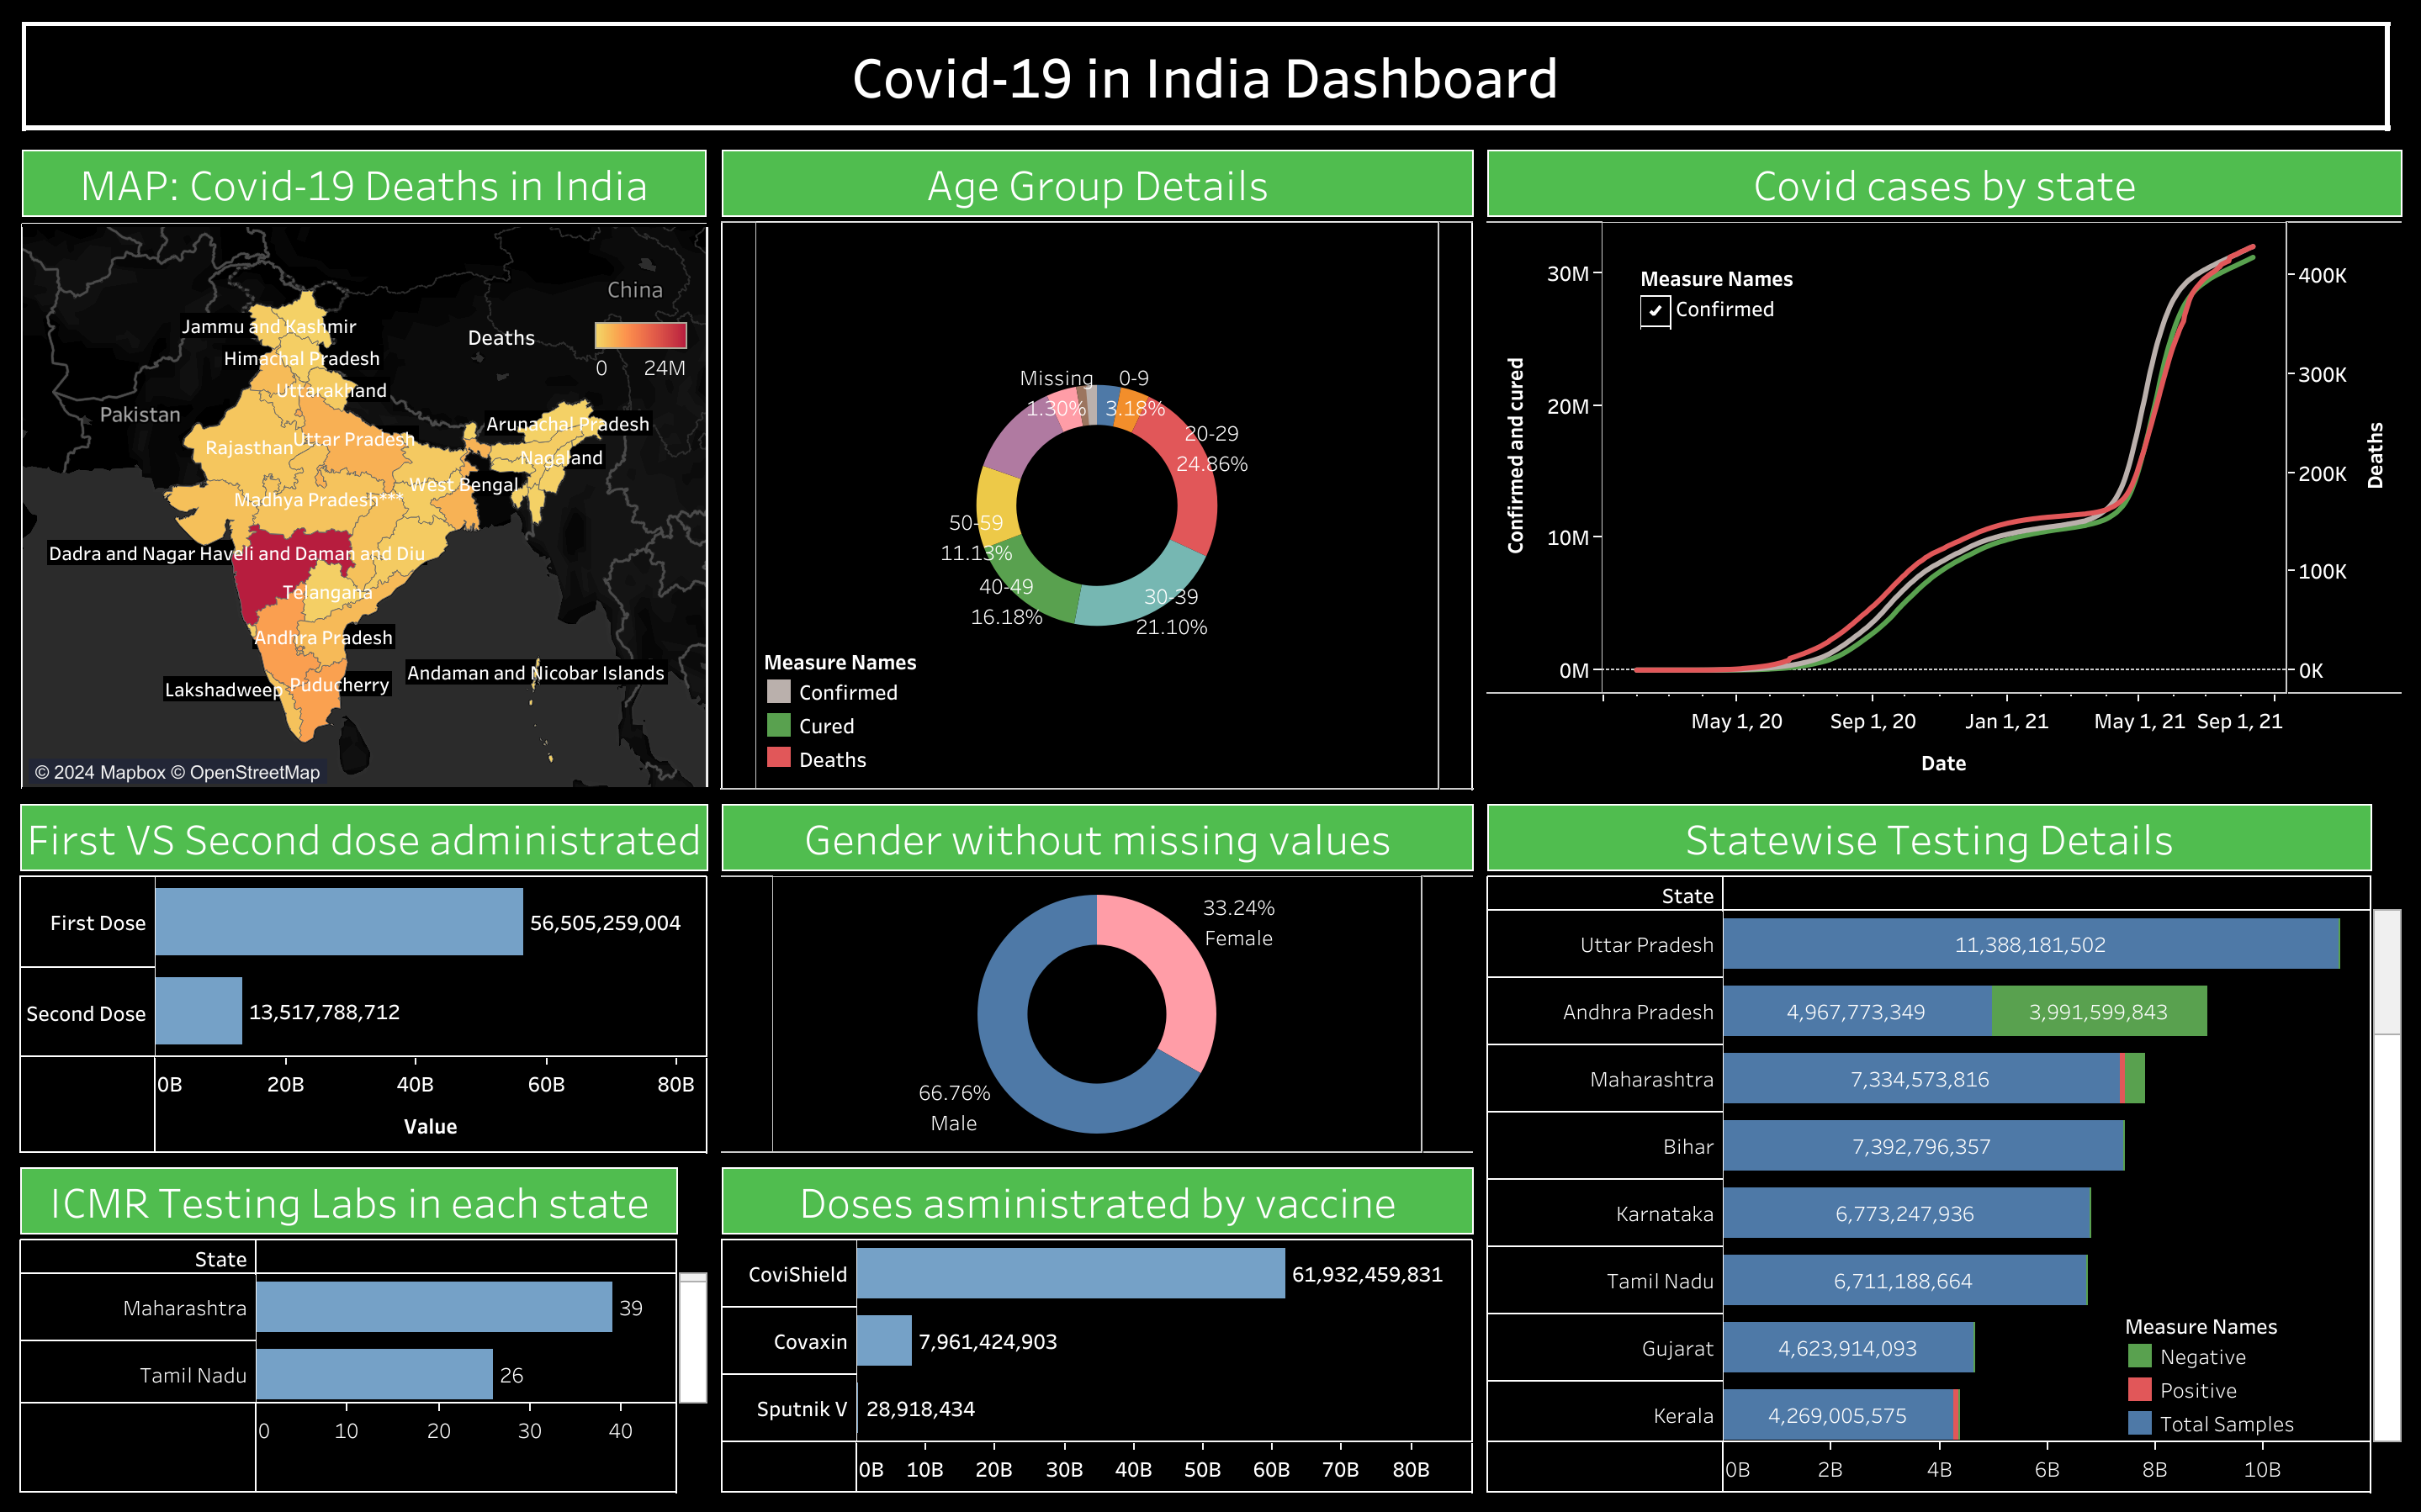 Covid-19 in India Dashboard
MAP: Covid-19 Deaths in India
China
Jammu and Kashmir
Deaths
0 24M
Himachal Pradesh
Uttarakhand
Pakistan
Arunachal Pradesh
Uttar Pradesh
Rajasthan
Nagaland
West Bengal
Madhya Pradesh***
Dadra and Nagar Haveli and Daman and Diu
Telangana
Andhra Pradesh
Andaman and Nicobar Islands
Lakshadweep
Puducherry
© 2024 Mapbox © OpenStreetMap
Age Group Details
Missing
1.30%
0-9
3.18%
20-29
24.86%
50-59
11.13%
40-49
16.18%
30-39
21.10%
Measure Names
Confirmed
Cured
Deaths
Covid cases by state
Measure Names
Confirmed
Confirmed and cured
30M
20M
10M
0M
400K
300K
200K
100K
0K
Deaths
May 1, 20 Sep 1, 20 Jan 1, 21 May 1, 21 Sep 1, 21
Date
First VS Second dose administrated
First Dose 56,505,259,004
Second Dose 13,517,788,712
0B 20B 40B 60B 80B
Value
Gender without missing values
33.24%
Female
66.76%
Male
Statewise Testing Details
State
Uttar Pradesh 11,388,181,502
Andhra Pradesh 4,967,773,349 3,991,599,843
Maharashtra 7,334,573,816
Bihar 7,392,796,357
Karnataka 6,773,247,936
Tamil Nadu 6,711,188,664
Gujarat 4,623,914,093
Kerala 4,269,005,575
Measure Names
Negative
Positive
Total Samples
0B 2B 4B 6B 8B 10B
ICMR Testing Labs in each state
State
Maharashtra 39
Tamil Nadu 26
0 10 20 30 40
Doses asministrated by vaccine
CoviShield 61,932,459,831
Covaxin 7,961,424,903
Sputnik V 28,918,434
0B 10B 20B 30B 40B 50B 60B 70B 80B